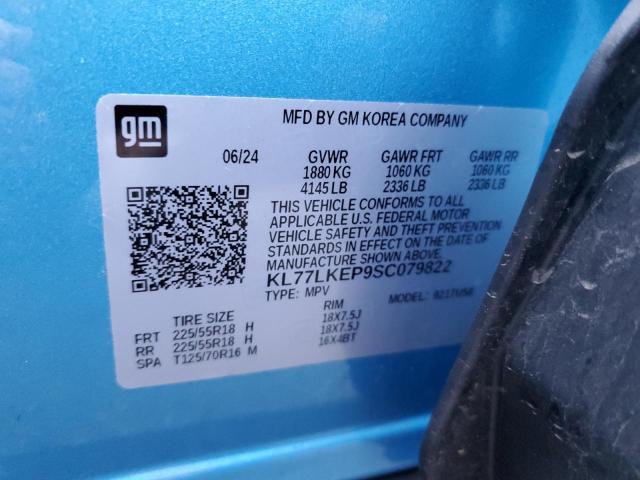 gm
MFD BY GM KOREA COMPANY
06/24 GVWR GAWR FRT GAWR RR
1880 KG 1060 KG 1060 KG
4145 LB 2336 LB 2336 LB
THIS VEHICLE CONFORMS TO ALL
APPLICABLE U.S. FEDERAL MOTOR
VEHICLE SAFETY AND THEFT PREVENTION
STANDARDS IN EFFECT ON THE DATE OF
MANUFACTURE SHOWN ABOVE.
KL77LKEP9SC079822
TYPE: MPV MODEL:
TIRE SIZE RIM
FRT 225/55R18 H 18X7.5J
RR 225/55R18 H 18X7.5J
SPA T125/70R16 M 16X4BT